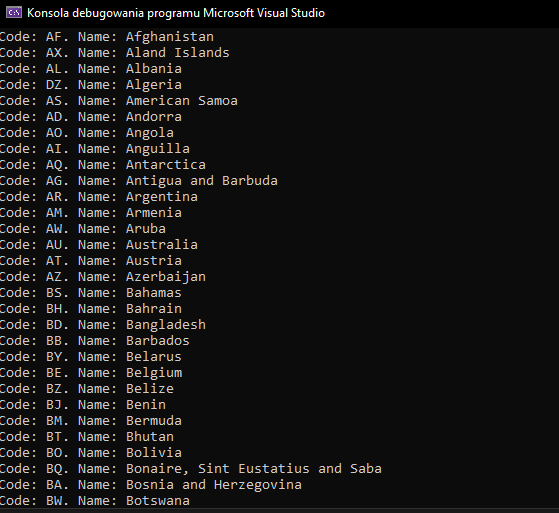 Konsola debugowania programu Microsoft Visual Studio
Code: AF. Name: Afghanistan
Code: AX. Name: Aland Islands
Code: AL. Name: Albania
Code: DZ. Name: Algeria
Code: AS. Name: American Samoa
Code: AD. Name: Andorra
Code: AO. Name: Angola
Code: AI. Name: Anguilla
Code: AQ. Name: Antarctica
Code: AG. Name: Antigua and Barbuda
Code: AR. Name: Argentina
Code: AM. Name: Armenia
Code: AW. Name: Aruba
Code: AU. Name: Australia
Code: AT. Name: Austria
Code: AZ. Name: Azerbaijan
Code: BS. Name: Bahamas
Code: BH. Name: Bahrain
Code: BD. Name: Bangladesh
Code: BB. Name: Barbados
Code: BY. Name: Belarus
Code: BE. Name: Belgium
Code: BZ. Name: Belize
Code: BJ. Name: Benin
Code: BM. Name: Bermuda
Code: BT. Name: Bhutan
Code: BO. Name: Bolivia
Code: BQ. Name: Bonaire, Sint Eustatius and Saba
Code: BA. Name: Bosnia and Herzegovina
Code: BW. Name: Botswana